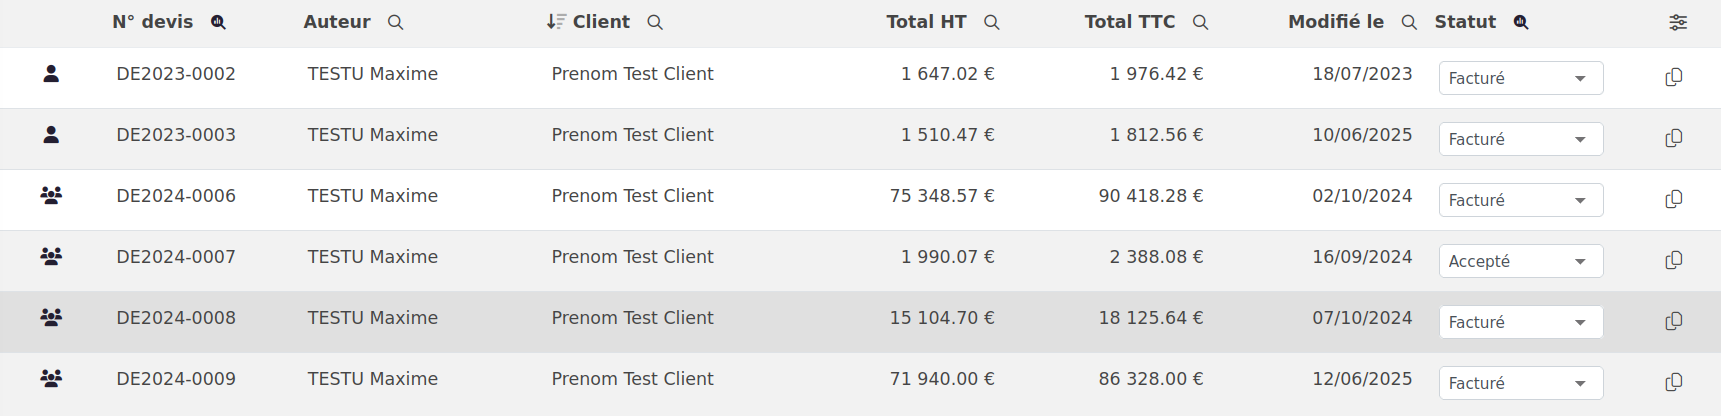 N° devis Auteur Client Total HT Total TTC Modifié le Statut
DE2023-0002 TESTU Maxime Prenom Test Client 1 647.02 € 1 976.42 € 18/07/2023 Facturé
DE2023-0003 TESTU Maxime Prenom Test Client 1 510.47 € 1 812.56 € 10/06/2025 Facturé
DE2024-0006 TESTU Maxime Prenom Test Client 75 348.57 € 90 418.28 € 02/10/2024 Facturé
DE2024-0007 TESTU Maxime Prenom Test Client 1 990.07 € 2 388.08 € 16/09/2024 Accepté
DE2024-0008 TESTU Maxime Prenom Test Client 15 104.70 € 18 125.64 € 07/10/2024 Facturé
DE2024-0009 TESTU Maxime Prenom Test Client 71 940.00 € 86 328.00 € 12/06/2025 Facturé